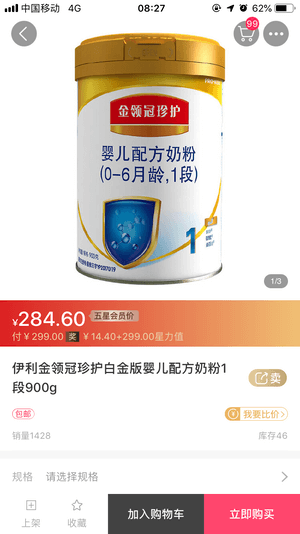 中国移动 4G 08:27 62%
99
金领冠珍护
婴儿配方奶粉
(0-6月龄,1段)
1
1/3
¥284.60 五星会员价
付 ¥ 299.00 奖 ¥ 14.40+299.00星力值
伊利金领冠珍护白金版婴儿配方奶粉1
段900g
卖
包邮
我要比价>
销量1428 库存46
规格 请选择规格
上架 收藏 加入购物车 立即购买